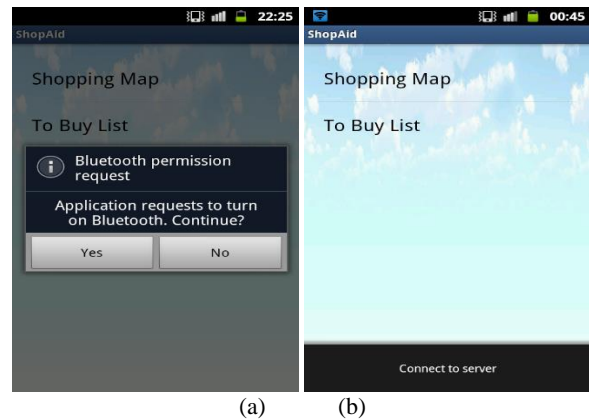 22:25
ShopAid
Shopping Map
To Buy List
Bluetooth permission
request
Application requests to turn
on Bluetooth. Continue?
Yes No
00:45
ShopAid
Shopping Map
To Buy List
Connect to server
(a) (b)